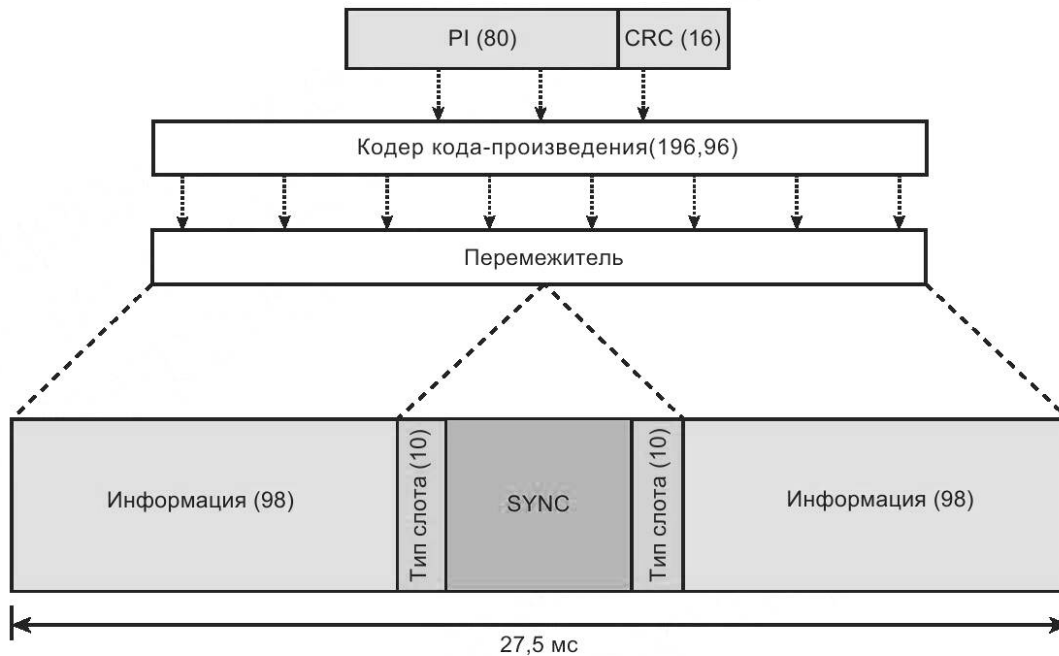 PI (80)
CRC (16)
Кодер кода-произведения(196,96)
Перемежитель
Информация (98)
Тип слота (10)
SYNC
Тип слота (10)
Информация (98)
27,5 мс